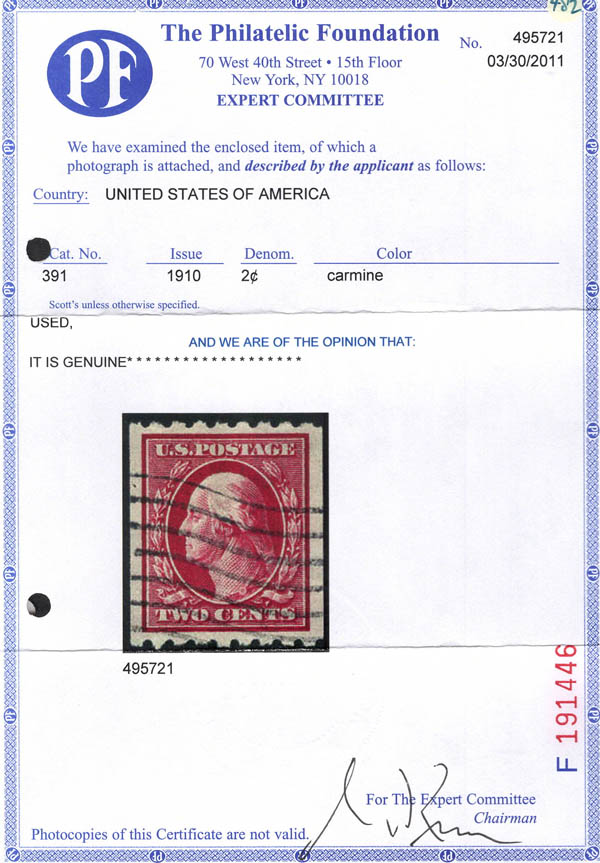 482
PF
The Philatelic Foundation
70 West 40th Street • 15th Floor
New York, NY 10018
EXPERT COMMITTEE
No. 495721
03/30/2011
We have examined the enclosed item, of which a
photograph is attached, and described by the applicant as follows:
Country: UNITED STATES OF AMERICA
Cat. No. Issue Denom. Color
391 1910 2¢ carmine
Scott's unless otherwise specified.
USED,
AND WE ARE OF THE OPINION THAT:
IT IS GENUINE* * * * * * * * * * * * * * * * * * *
U.S.POSTAGE
TWO CENTS
495721
F 191446
For The Expert Committee
Chairman
Photocopies of this Certificate are not valid.